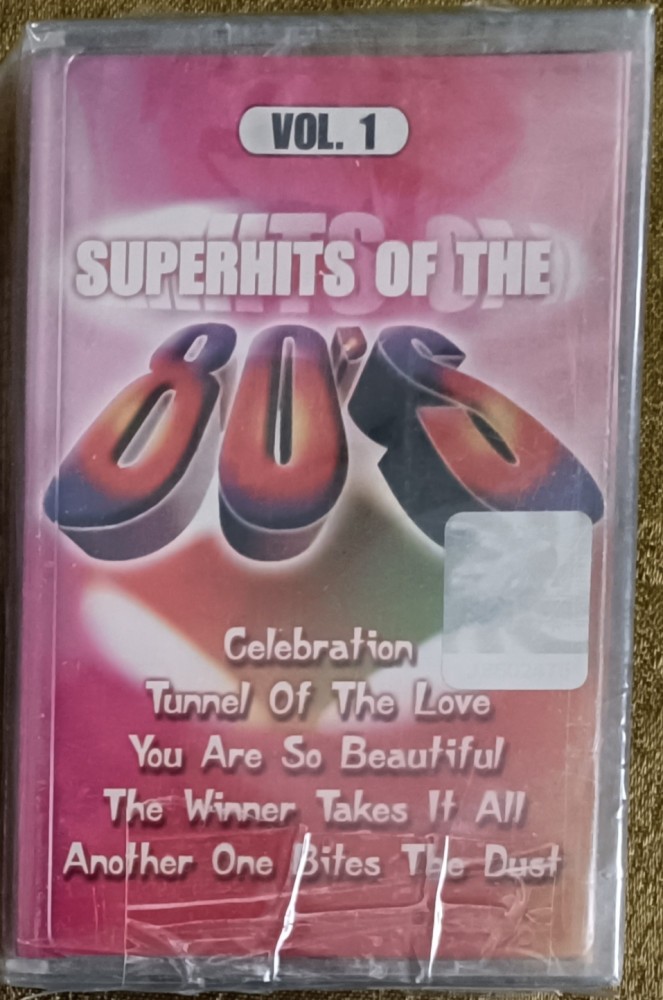 VOL. 1
SUPERHITS OF THE
80'S
Celebration
Tunnel Of The Love
You Are So Beautiful
The Winner Takes It All
Another One Bites The Dust